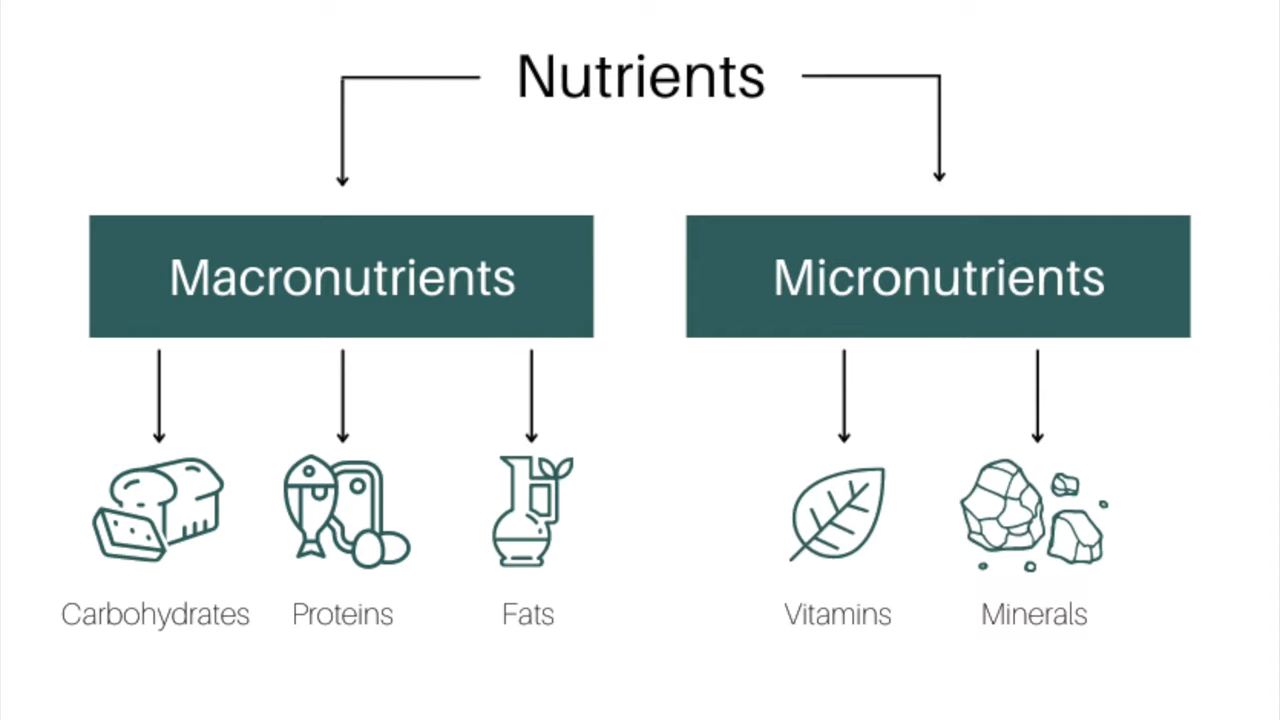 Nutrients
Macronutrients
Micronutrients
Carbohydrates
Proteins
Fats
Vitamins
Minerals